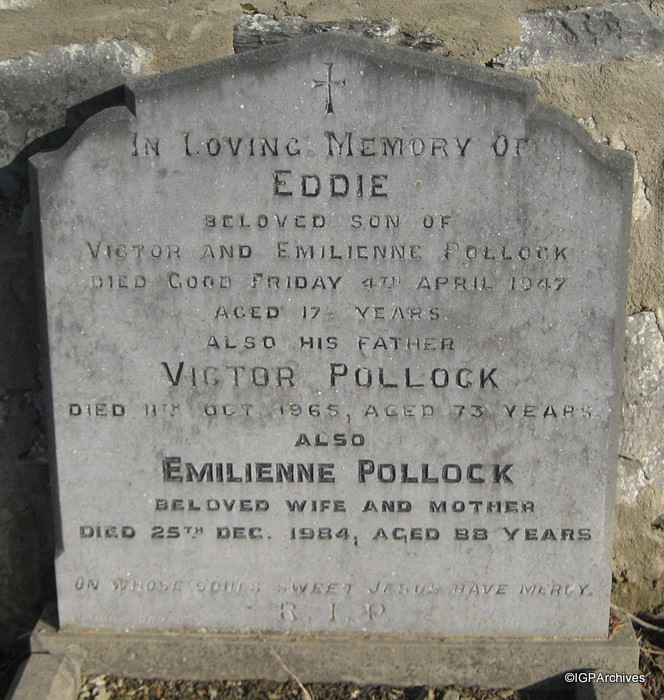 IN LOVING MEMORY OF
EDDIE
BELOVED SON OF
VICTOR AND EMILIENNE POLLOCK
DIED GOOD FRIDAY 4TH APRIL 1947
AGED 17½ YEARS
ALSO HIS FATHER
VICTOR POLLOCK
DIED 11TH OCT. 1965, AGED 73 YEARS.
ALSO
EMILIENNE POLLOCK
BELOVED WIFE AND MOTHER
DIED 25TH DEC. 1984, AGED 88 YEARS
ON WHOSE SOULS SWEET JESUS HAVE MERCY.
R.I.P
©IGPArchives